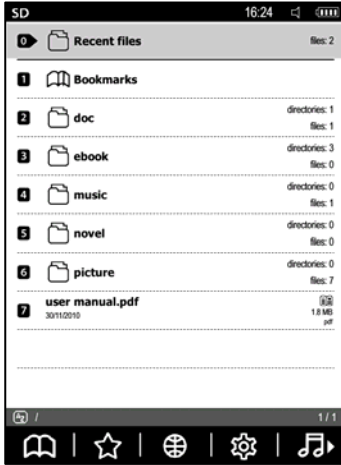 SD 16:24
0 Recent files files: 2
1 Bookmarks
2 doc directories: 1
files: 1
3 ebook directories: 3
files: 0
4 music directories: 0
files: 1
5 novel directories: 0
files: 0
6 picture directories: 0
files: 7
7 user manual.pdf
30/11/2010 1.8 MB
pdf
/ 1/1